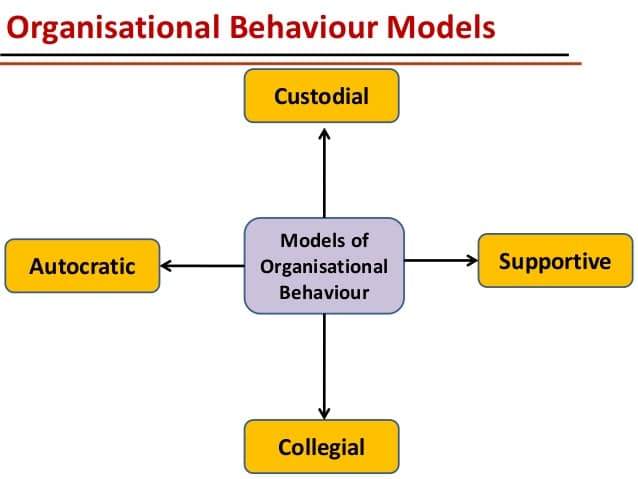 Organisational Behaviour Models
Custodial
Models of
Organisational
Behaviour
Autocratic
Supportive
Collegial